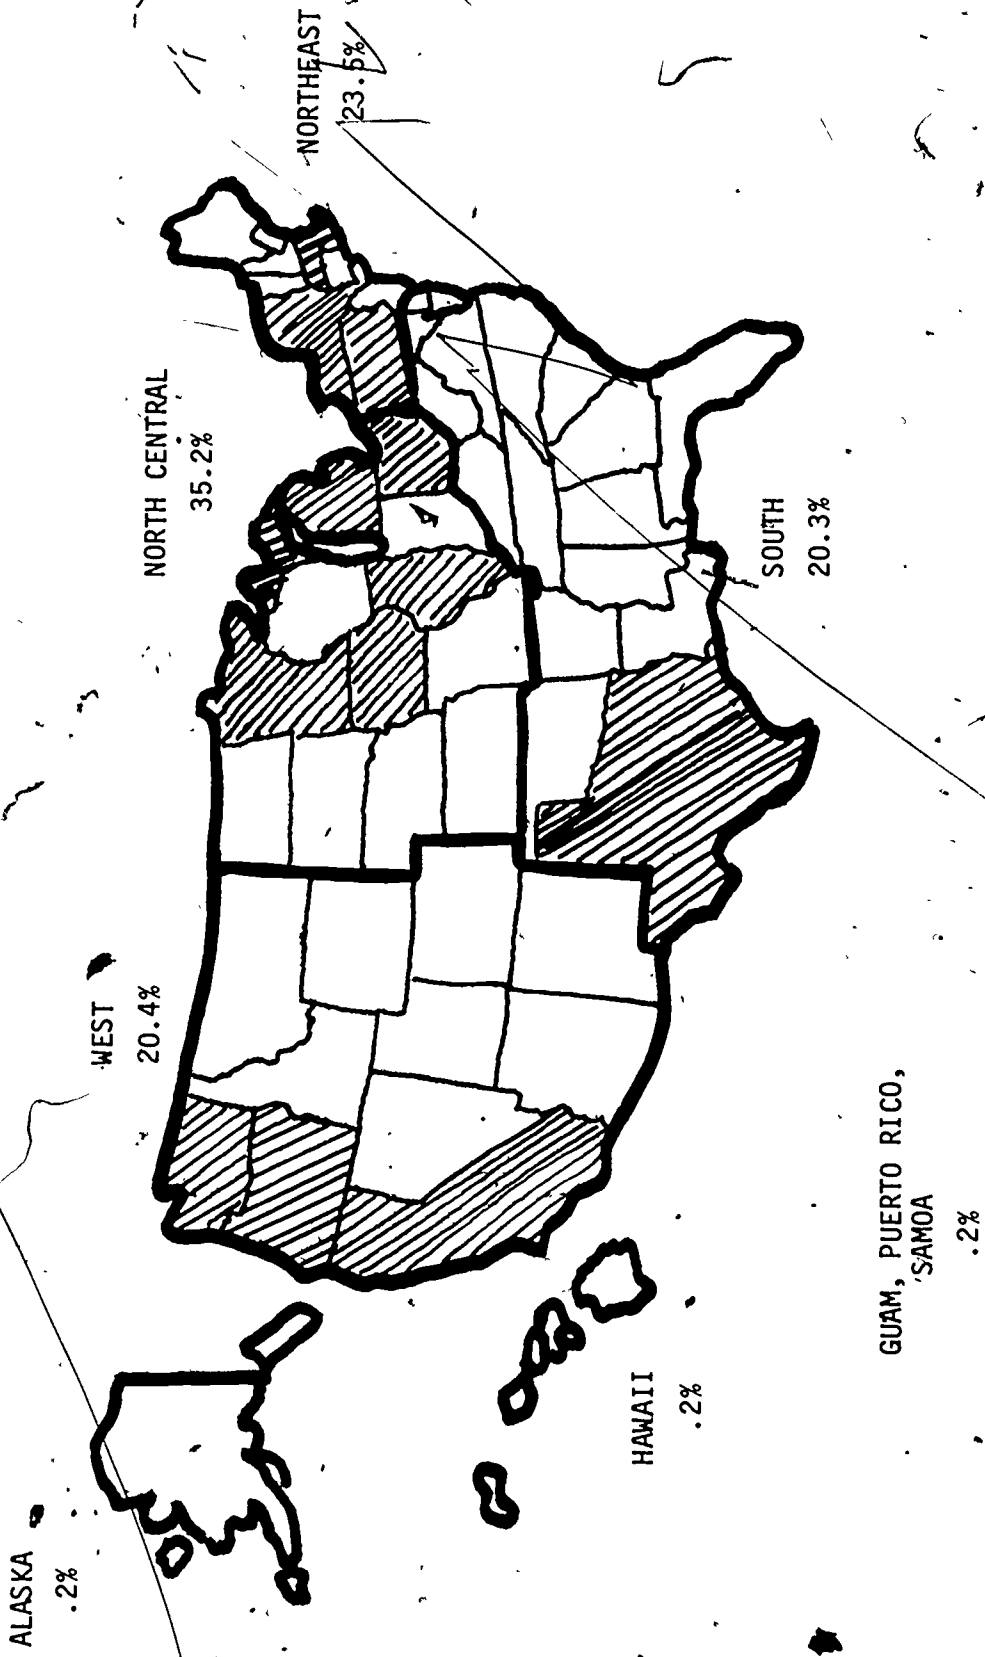 ALASKA
.2%
WEST
20.4%
NORTH CENTRAL
35.2%
NORTHEAST
23.5%
HAWAII
.2%
SOUTH
20.3%
GUAM, PUERTO RICO,
SAMOA
.2%